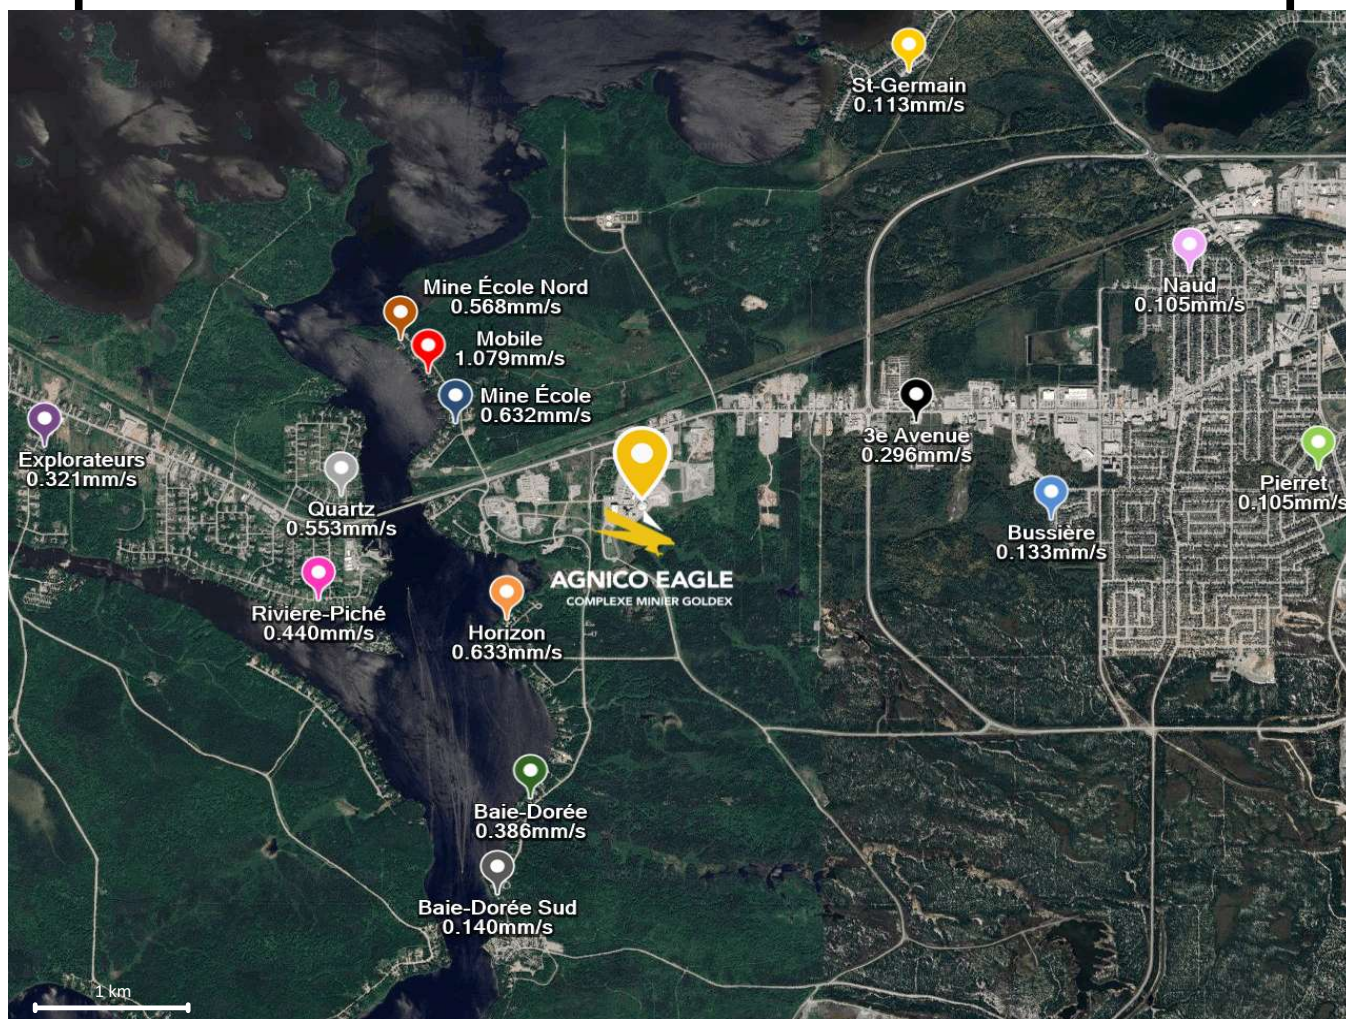 St-Germain
0.113mm/s
Naud
0.105mm/s
Mine École Nord
0.568mm/s
Mobile
1.079mm/s
Mine École
0.632mm/s
3e Avenue
0.296mm/s
Explorateurs
0.321mm/s
Quartz
0.553mm/s
Pierret
0.105mm/s
Bussière
0.133mm/s
AGNICO EAGLE
COMPLEXE MINIER GOLDEX
Riviere-Piché
0.440mm/s
Horizon
0.633mm/s
Baie-Dorée
0.386mm/s
Baie-Dorée Sud
0.140mm/s
1 km